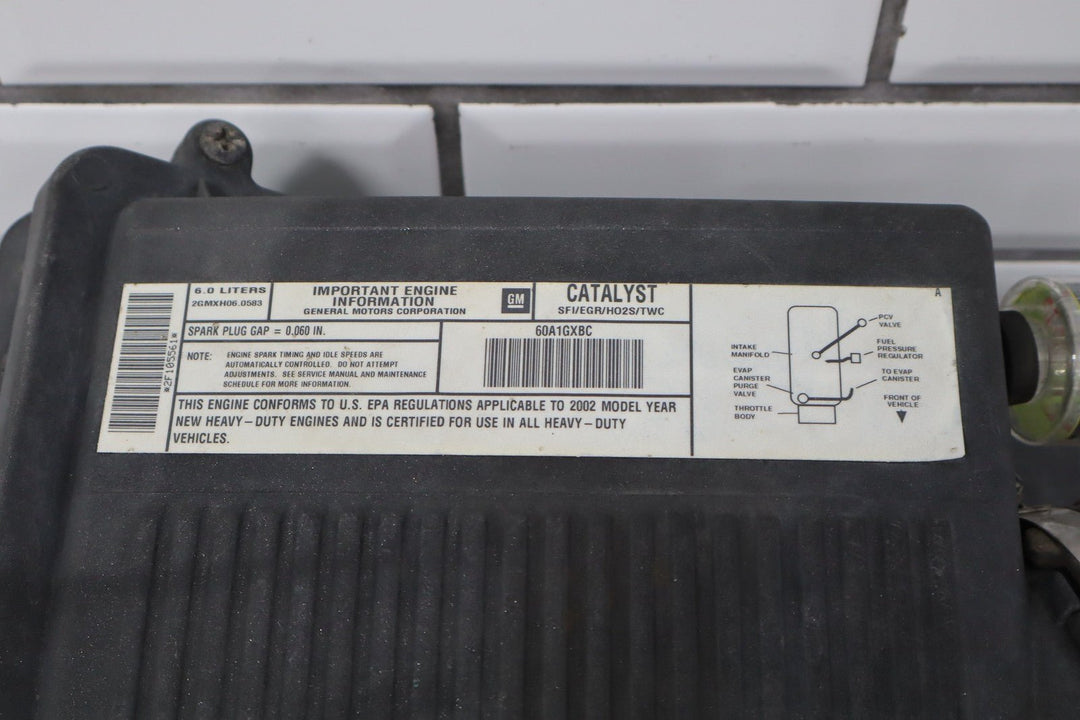 *2F105561*
6.0 LITERS
2GMXH06.0583
IMPORTANT ENGINE
INFORMATION
GENERAL MOTORS CORPORATION
GM
CATALYST
SFI/EGR/HO2S/TWC
SPARK PLUG GAP = 0.060 IN.
60A1GXBC
NOTE: ENGINE SPARK TIMING AND IDLE SPEEDS ARE
AUTOMATICALLY CONTROLLED. DO NOT ATTEMPT
ADJUSTMENTS. SEE SERVICE MANUAL AND MAINTENANCE
SCHEDULE FOR MORE INFORMATION.
THIS ENGINE CONFORMS TO U.S. EPA REGULATIONS APPLICABLE TO 2002 MODEL YEAR
NEW HEAVY-DUTY ENGINES AND IS CERTIFIED FOR USE IN ALL HEAVY-DUTY
VEHICLES.
A
PCV
VALVE
INTAKE
MANIFOLD
FUEL
PRESSURE
REGULATOR
EVAP
CANISTER
PURGE
VALVE
TO EVAP
CANISTER
THROTTLE
BODY
FRONT OF
VEHICLE